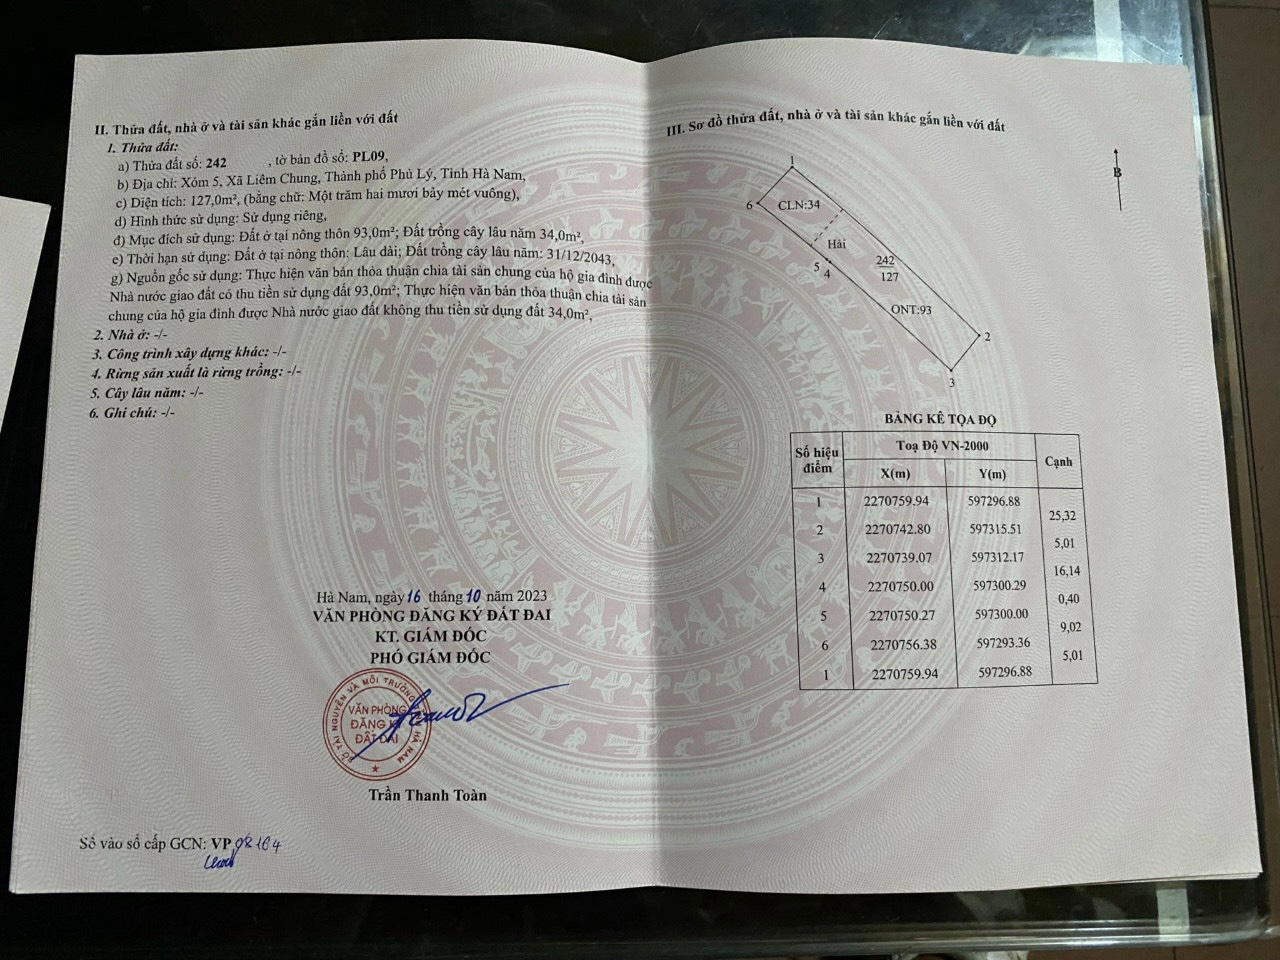 II. Thửa đất, nhà ở và tài sản khác gắn liền với đất
1. Thửa đất:
a) Thửa đất số: 242 , tờ bản đồ số: PL09,
b) Địa chỉ: Xóm 5, Xã Liêm Chung, Thành phố Phủ Lý, Tỉnh Hà Nam,
c) Diện tích: 127,0m², (bằng chữ: Một trăm hai mươi bảy mét vuông),
d) Hình thức sử dụng: Sử dụng riêng,
đ) Mục đích sử dụng: Đất ở tại nông thôn 93,0m²; Đất trồng cây lâu năm 34,0m²,
e) Thời hạn sử dụng: Đất ở tại nông thôn: Lâu dài; Đất trồng cây lâu năm: 31/12/2043,
g) Nguồn gốc sử dụng: Thực hiện văn bản thỏa thuận chia tài sản chung của hộ gia đình được
Nhà nước giao đất có thu tiền sử dụng đất 93,0m²; Thực hiện văn bản thỏa thuận chia tài sản
chung của hộ gia đình được Nhà nước giao đất không thu tiền sử dụng đất 34,0m²,
2. Nhà ở: -/-
3. Công trình xây dựng khác: -/-
4. Rừng sản xuất là rừng trồng: -/-
5. Cây lâu năm: -/-
6. Ghi chú: -/-
Hà Nam, ngày 16 tháng 10 năm 2023
VĂN PHÒNG ĐĂNG KÝ ĐẤT ĐAI
KT. GIÁM ĐỐC
PHÓ GIÁM ĐỐC
SỞ TÀI NGUYÊN VÀ MÔI TRƯỜNG HÀ NAM
VĂN PHÒNG
ĐĂNG KÝ
ĐẤT ĐAI
Trần Thanh Toàn
Số vào sổ cấp GCN: VP
III. Sơ đồ thửa đất, nhà ở và tài sản khác gắn liền với đất
B
1
6
CLN:34
Hải
5
4
242
127
ONT:93
2
3
BẢNG KÊ TỌA ĐỘ
Số hiệu điểm Toạ Độ VN-2000 Cạnh
X(m) Y(m)
1 2270759.94 597296.88
25,32
2 2270742.80 597315.51
5,01
3 2270739.07 597312.17
16,14
4 2270750.00 597300.29
0,40
5 2270750.27 597300.00
9,02
6 2270756.38 597293.36
5,01
1 2270759.94 597296.88